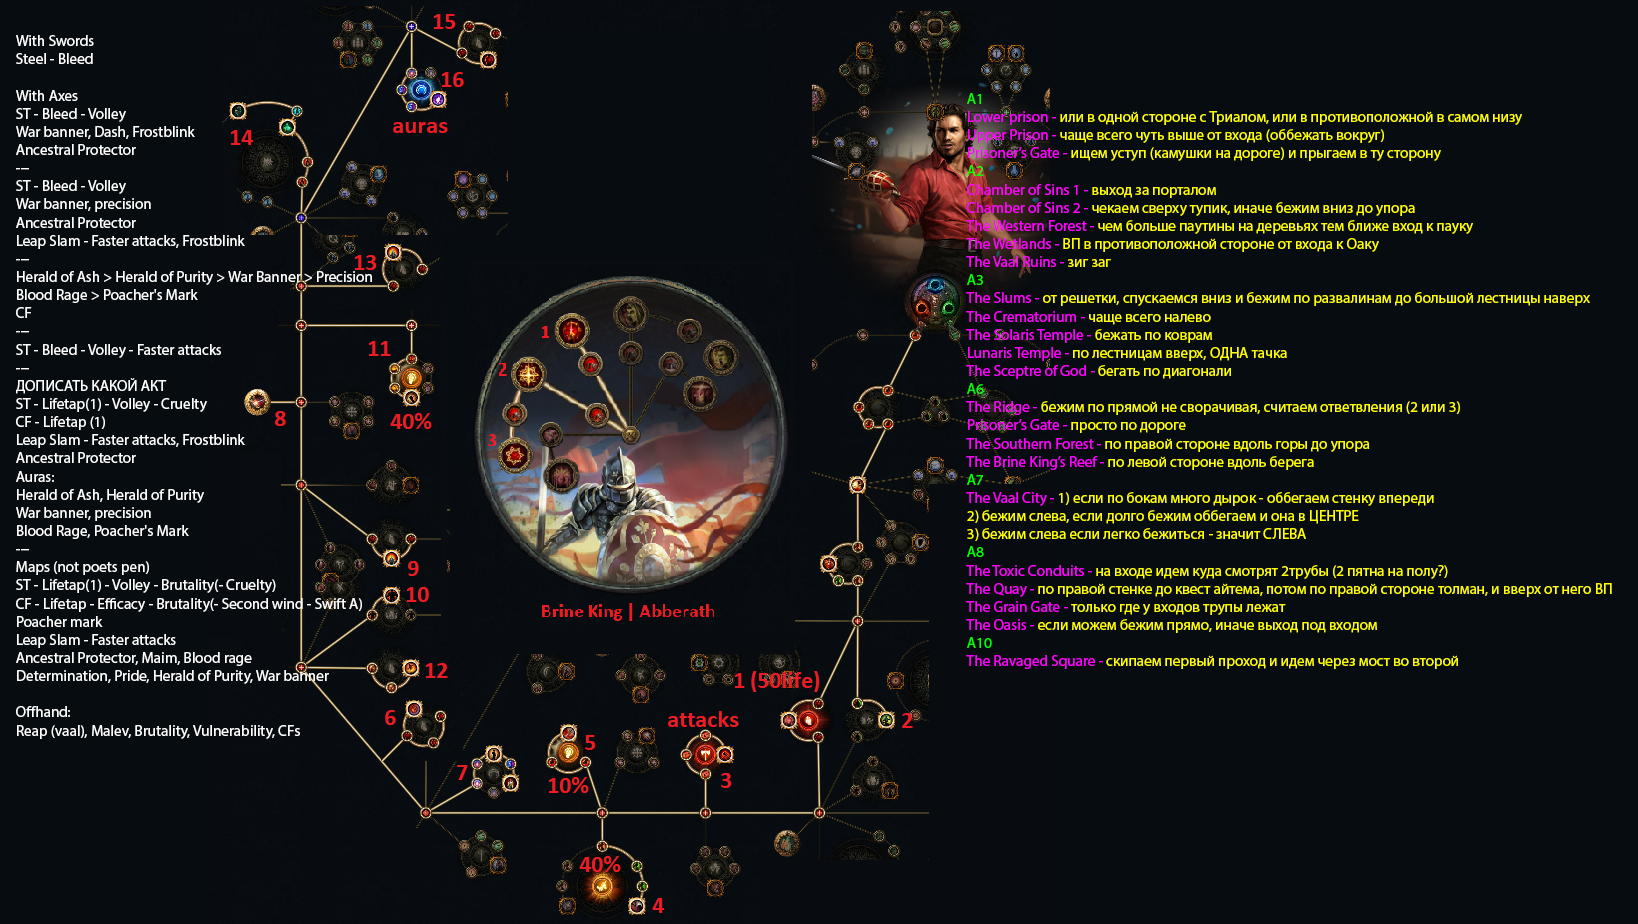 With Swords
Steel - Bleed
With Axes
ST - Bleed - Volley
War banner, Dash, Frostblink
Ancestral Protector
---
ST - Bleed - Volley
War banner, precision
Ancestral Protector
Leap Slam - Faster attacks, Frostblink
---
Herald of Ash > Herald of Purity > War Banner > Precision
Blood Rage > Poacher's Mark
CF
---
ST - Bleed - Volley - Faster attacks
---
ДОПИСАТЬ КАКОЙ АКТ
ST - Lifetap(1) - Volley - Cruelty
CF - Lifetap (1)
Leap Slam - Faster attacks, Frostblink
Ancestral Protector
Auras:
Herald of Ash, Herald of Purity
War banner, precision
Blood Rage, Poacher's Mark
---
Maps (not poets pen)
ST - Lifetap(1) - Volley - Brutality(- Cruelty)
CF - Lifetap - Efficacy - Brutality(- Second wind - Swift A)
Poacher mark
Leap Slam - Faster attacks
Ancestral Protector, Maim, Blood rage
Determination, Pride, Herald of Purity, War banner
Offhand:
Reap (vaal), Malev, Brutality, Vulnerability, CFs
15
16
auras
14
13
11
40%
8
9
10
12
6
7
5
10%
40%
4
attacks
3
1 (50life)
2
1
2
3
Brine King | Abberath
A1
Lower prison - или в одной стороне с Триалом, или в противоположной в самом низу
Upper Prison - чаще всего чуть выше от входа (оббежать вокруг)
Prisoner's Gate - ищем уступ (камушки на дороге) и прыгаем в ту сторону
A2
Chamber of Sins 1 - выход за порталом
Chamber of Sins 2 - чекаем сверху тупик, иначе бежим вниз до упора
The Western Forest - чем больше паутины на деревьях тем ближе вход к пауку
The Wetlands - ВП в противоположной стороне от входа к Оаку
The Vaal Ruins - зиг заг
A3
The Slums - от решетки, спускаемся вниз и бежим по развалинам до большой лестницы наверх
The Crematorium - чаще всего налево
The Solaris Temple - бежать по коврам
Lunaris Temple - по лестницам вверх, ОДНА тачка
The Sceptre of God - бегать по диагонали
A6
The Ridge - бежим по прямой не сворачивая, считаем ответвления (2 или 3)
Prisoner's Gate - просто по дороге
The Southern Forest - по правой стороне вдоль горы до упора
The Brine King's Reef - по левой стороне вдоль берега
A7
The Vaal City - 1) если по бокам много дырок - оббегаем стенку впереди
2) бежим слева, если долго бежим оббегаем и она в ЦЕНТРЕ
3) бежим слева если легко бежиться - значит СЛЕВА
A8
The Toxic Conduits - на входе идем куда смотрят 2трубы (2 пятна на полу?)
The Quay - по правой стенке до квест айтема, потом по правой стороне толман, и вверх от него ВП
The Grain Gate - только где у входов трупы лежат
The Oasis - если можем бежим прямо, иначе выход под входом
A10
The Ravaged Square - скипаем первый проход и идем через мост во второй